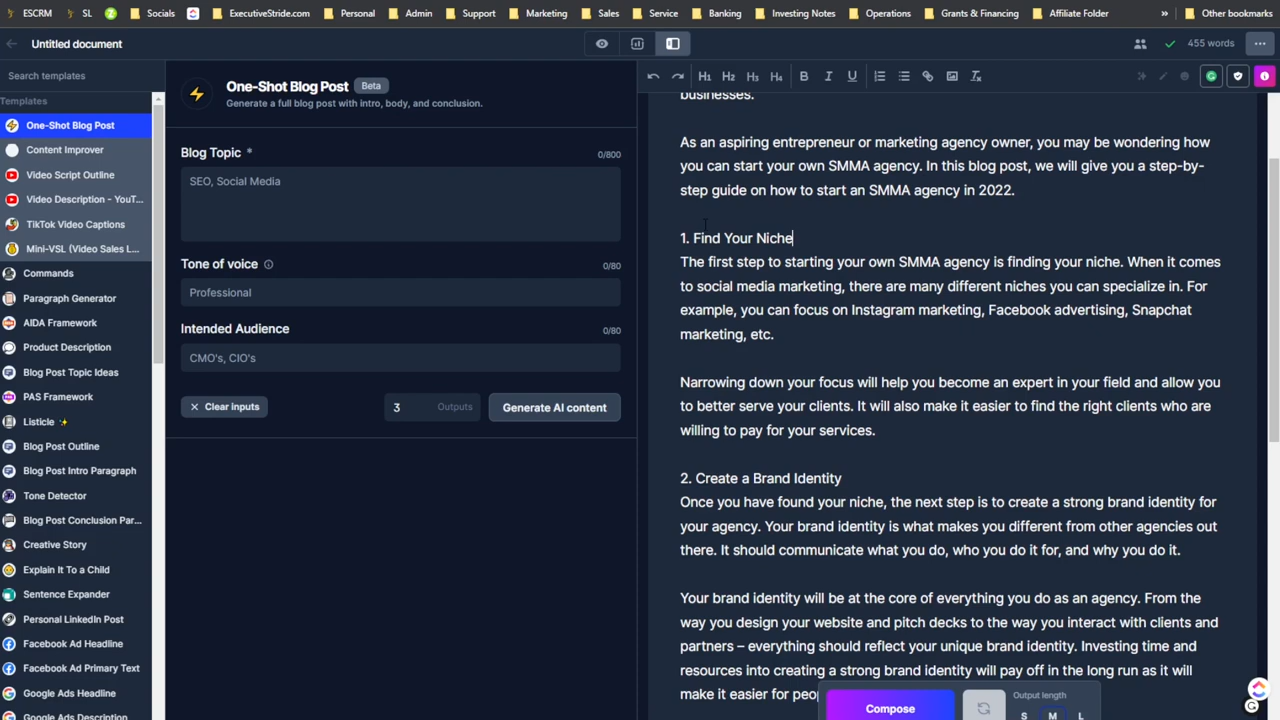 ESCRM
SL
Socials
ExecutiveStride.com
Personal
Admin
Support
Marketing
Sales
Service
Banking
Investing Notes
Operations
Grants & Financing
Affiliate Folder
»
Other bookmarks
Untitled document
455 words
Search templates
Templates
One-Shot Blog Post
Content Improver
Video Script Outline
Video Description - YouT...
TikTok Video Captions
Mini-VSL (Video Sales L...
Commands
Paragraph Generator
AIDA Framework
Product Description
Blog Post Topic Ideas
PAS Framework
Listicle ✨
Blog Post Outline
Blog Post Intro Paragraph
Tone Detector
Blog Post Conclusion Par...
Creative Story
Explain It To a Child
Sentence Expander
Personal LinkedIn Post
Facebook Ad Headline
Facebook Ad Primary Text
Google Ads Headline
Google Ads Description
One-Shot Blog Post Beta
Generate a full blog post with intro, body, and conclusion.
Blog Topic *
0/800
SEO, Social Media
Tone of voice
0/80
Professional
Intended Audience
0/80
CMO's, CIO's
Clear inputs
3 Outputs
Generate AI content
H1 H2 H3 H4 B I U
businesses.
As an aspiring entrepreneur or marketing agency owner, you may be wondering how
you can start your own SMMA agency. In this blog post, we will give you a step-by-
step guide on how to start an SMMA agency in 2022.
1. Find Your Niche
The first step to starting your own SMMA agency is finding your niche. When it comes
to social media marketing, there are many different niches you can specialize in. For
example, you can focus on Instagram marketing, Facebook advertising, Snapchat
marketing, etc.
Narrowing down your focus will help you become an expert in your field and allow you
to better serve your clients. It will also make it easier to find the right clients who are
willing to pay for your services.
2. Create a Brand Identity
Once you have found your niche, the next step is to create a strong brand identity for
your agency. Your brand identity is what makes you different from other agencies out
there. It should communicate what you do, who you do it for, and why you do it.
Your brand identity will be at the core of everything you do as an agency. From the
way you design your website and pitch decks to the way you interact with clients and
partners – everything should reflect your unique brand identity. Investing time and
resources into creating a strong brand identity will pay off in the long run as it will
make it easier for
Compose
Output length
S M L